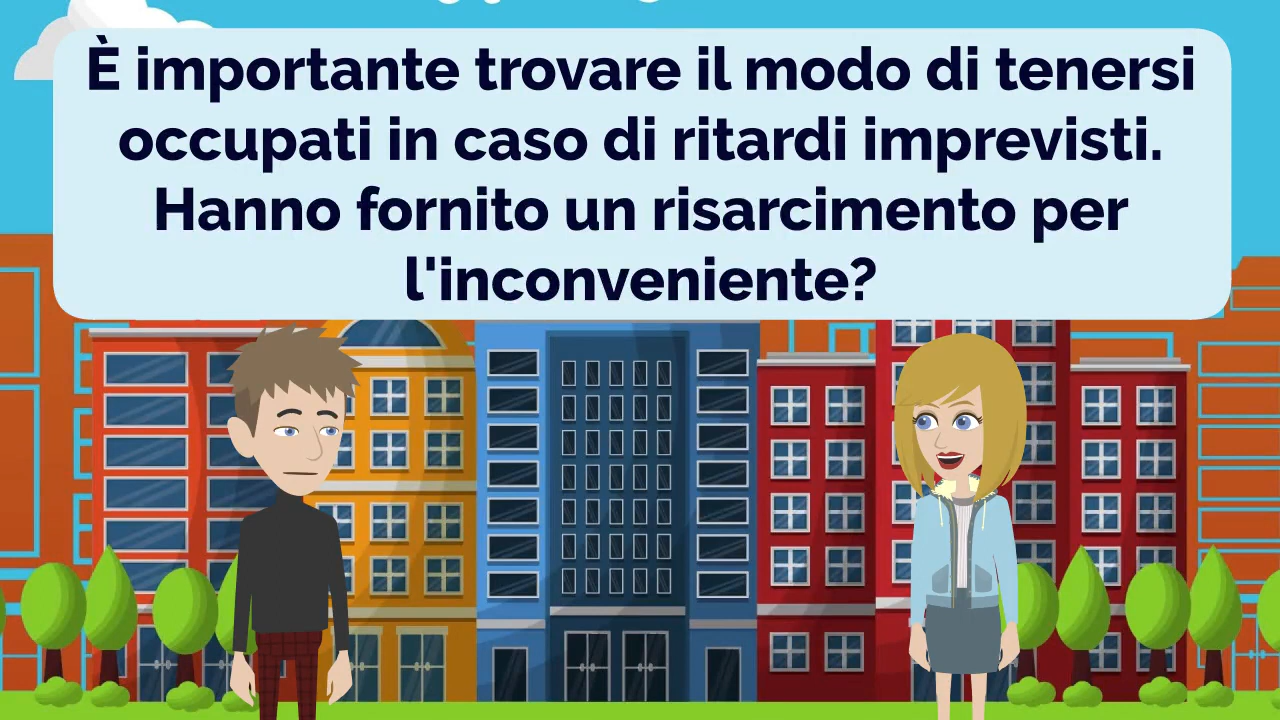 È importante trovare il modo di tenersi
occupati in caso di ritardi imprevisti.
Hanno fornito un risarcimento per
l'inconveniente?